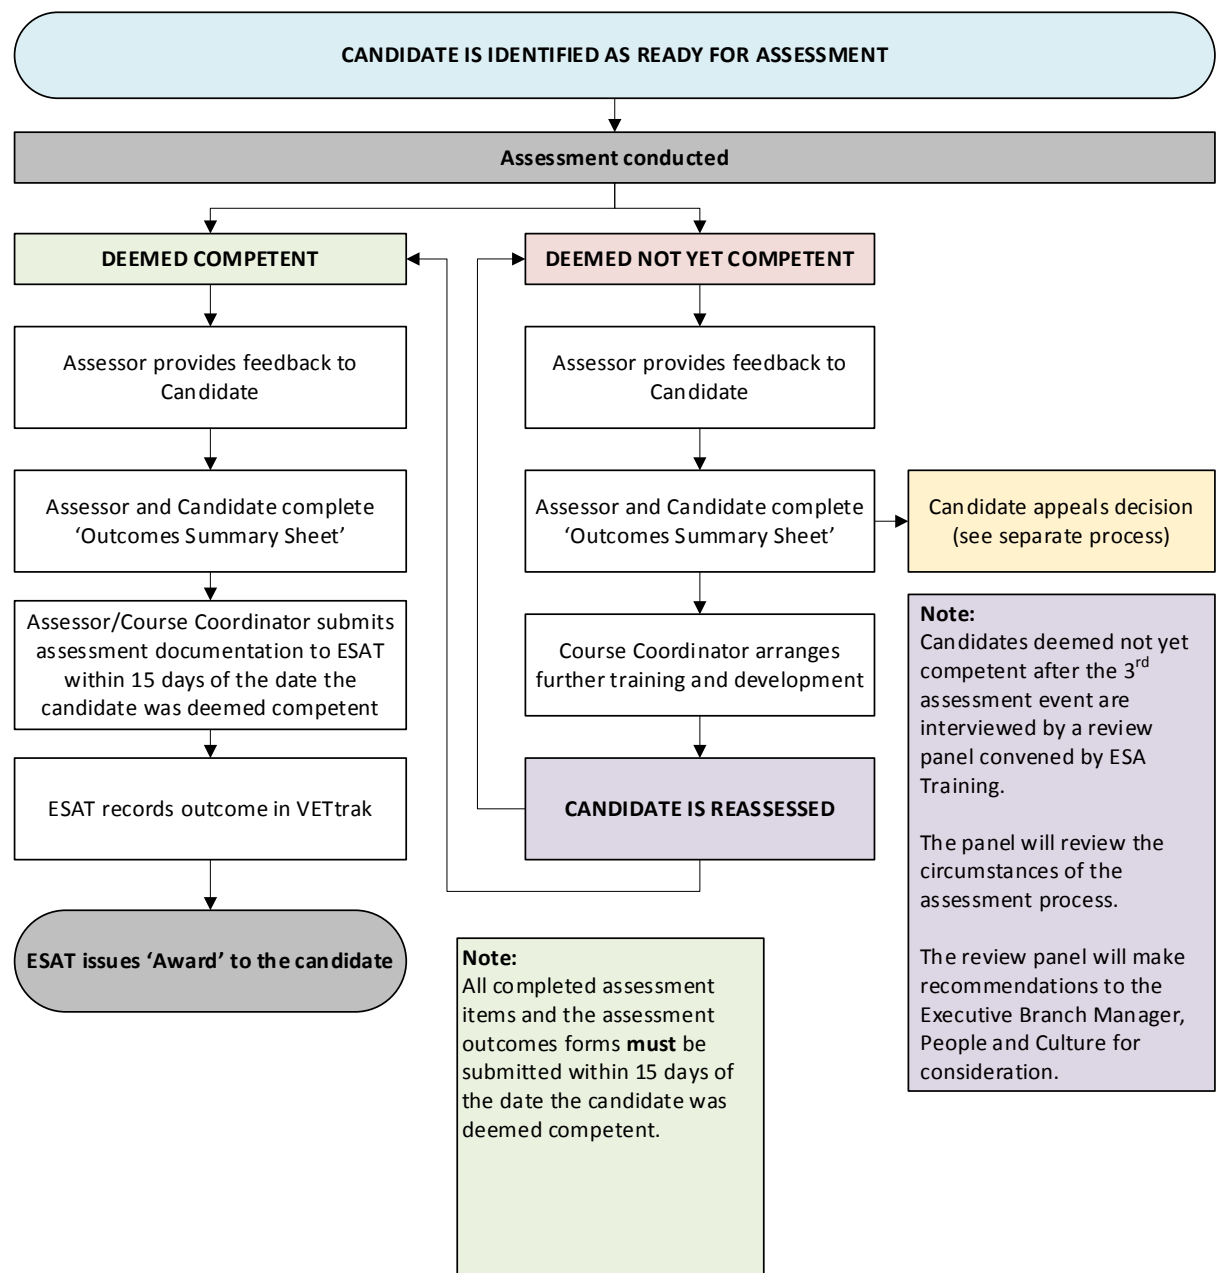 CANDIDATE IS IDENTIFIED AS READY FOR ASSESSMENT
Assessment conducted
DEEMED COMPETENT
DEEMED NOT YET COMPETENT
Assessor provides feedback to
Candidate
Assessor provides feedback to
Candidate
Assessor and Candidate complete
‘Outcomes Summary Sheet’
Assessor and Candidate complete
‘Outcomes Summary Sheet’
Candidate appeals decision
(see separate process)
Assessor/Course Coordinator submits
assessment documentation to ESAT
within 15 days of the date the
candidate was deemed competent
Course Coordinator arranges
further training and development
Note:
Candidates deemed not yet
competent after the 3rd
assessment event are
interviewed by a review
panel convened by ESA
Training.
The panel will review the
circumstances of the
assessment process.
The review panel will make
recommendations to the
Executive Branch Manager,
People and Culture for
consideration.
ESAT records outcome in VETtrak
CANDIDATE IS REASSESSED
ESAT issues ‘Award’ to the candidate
Note:
All completed assessment
items and the assessment
outcomes forms must be
submitted within 15 days of
the date the candidate was
deemed competent.